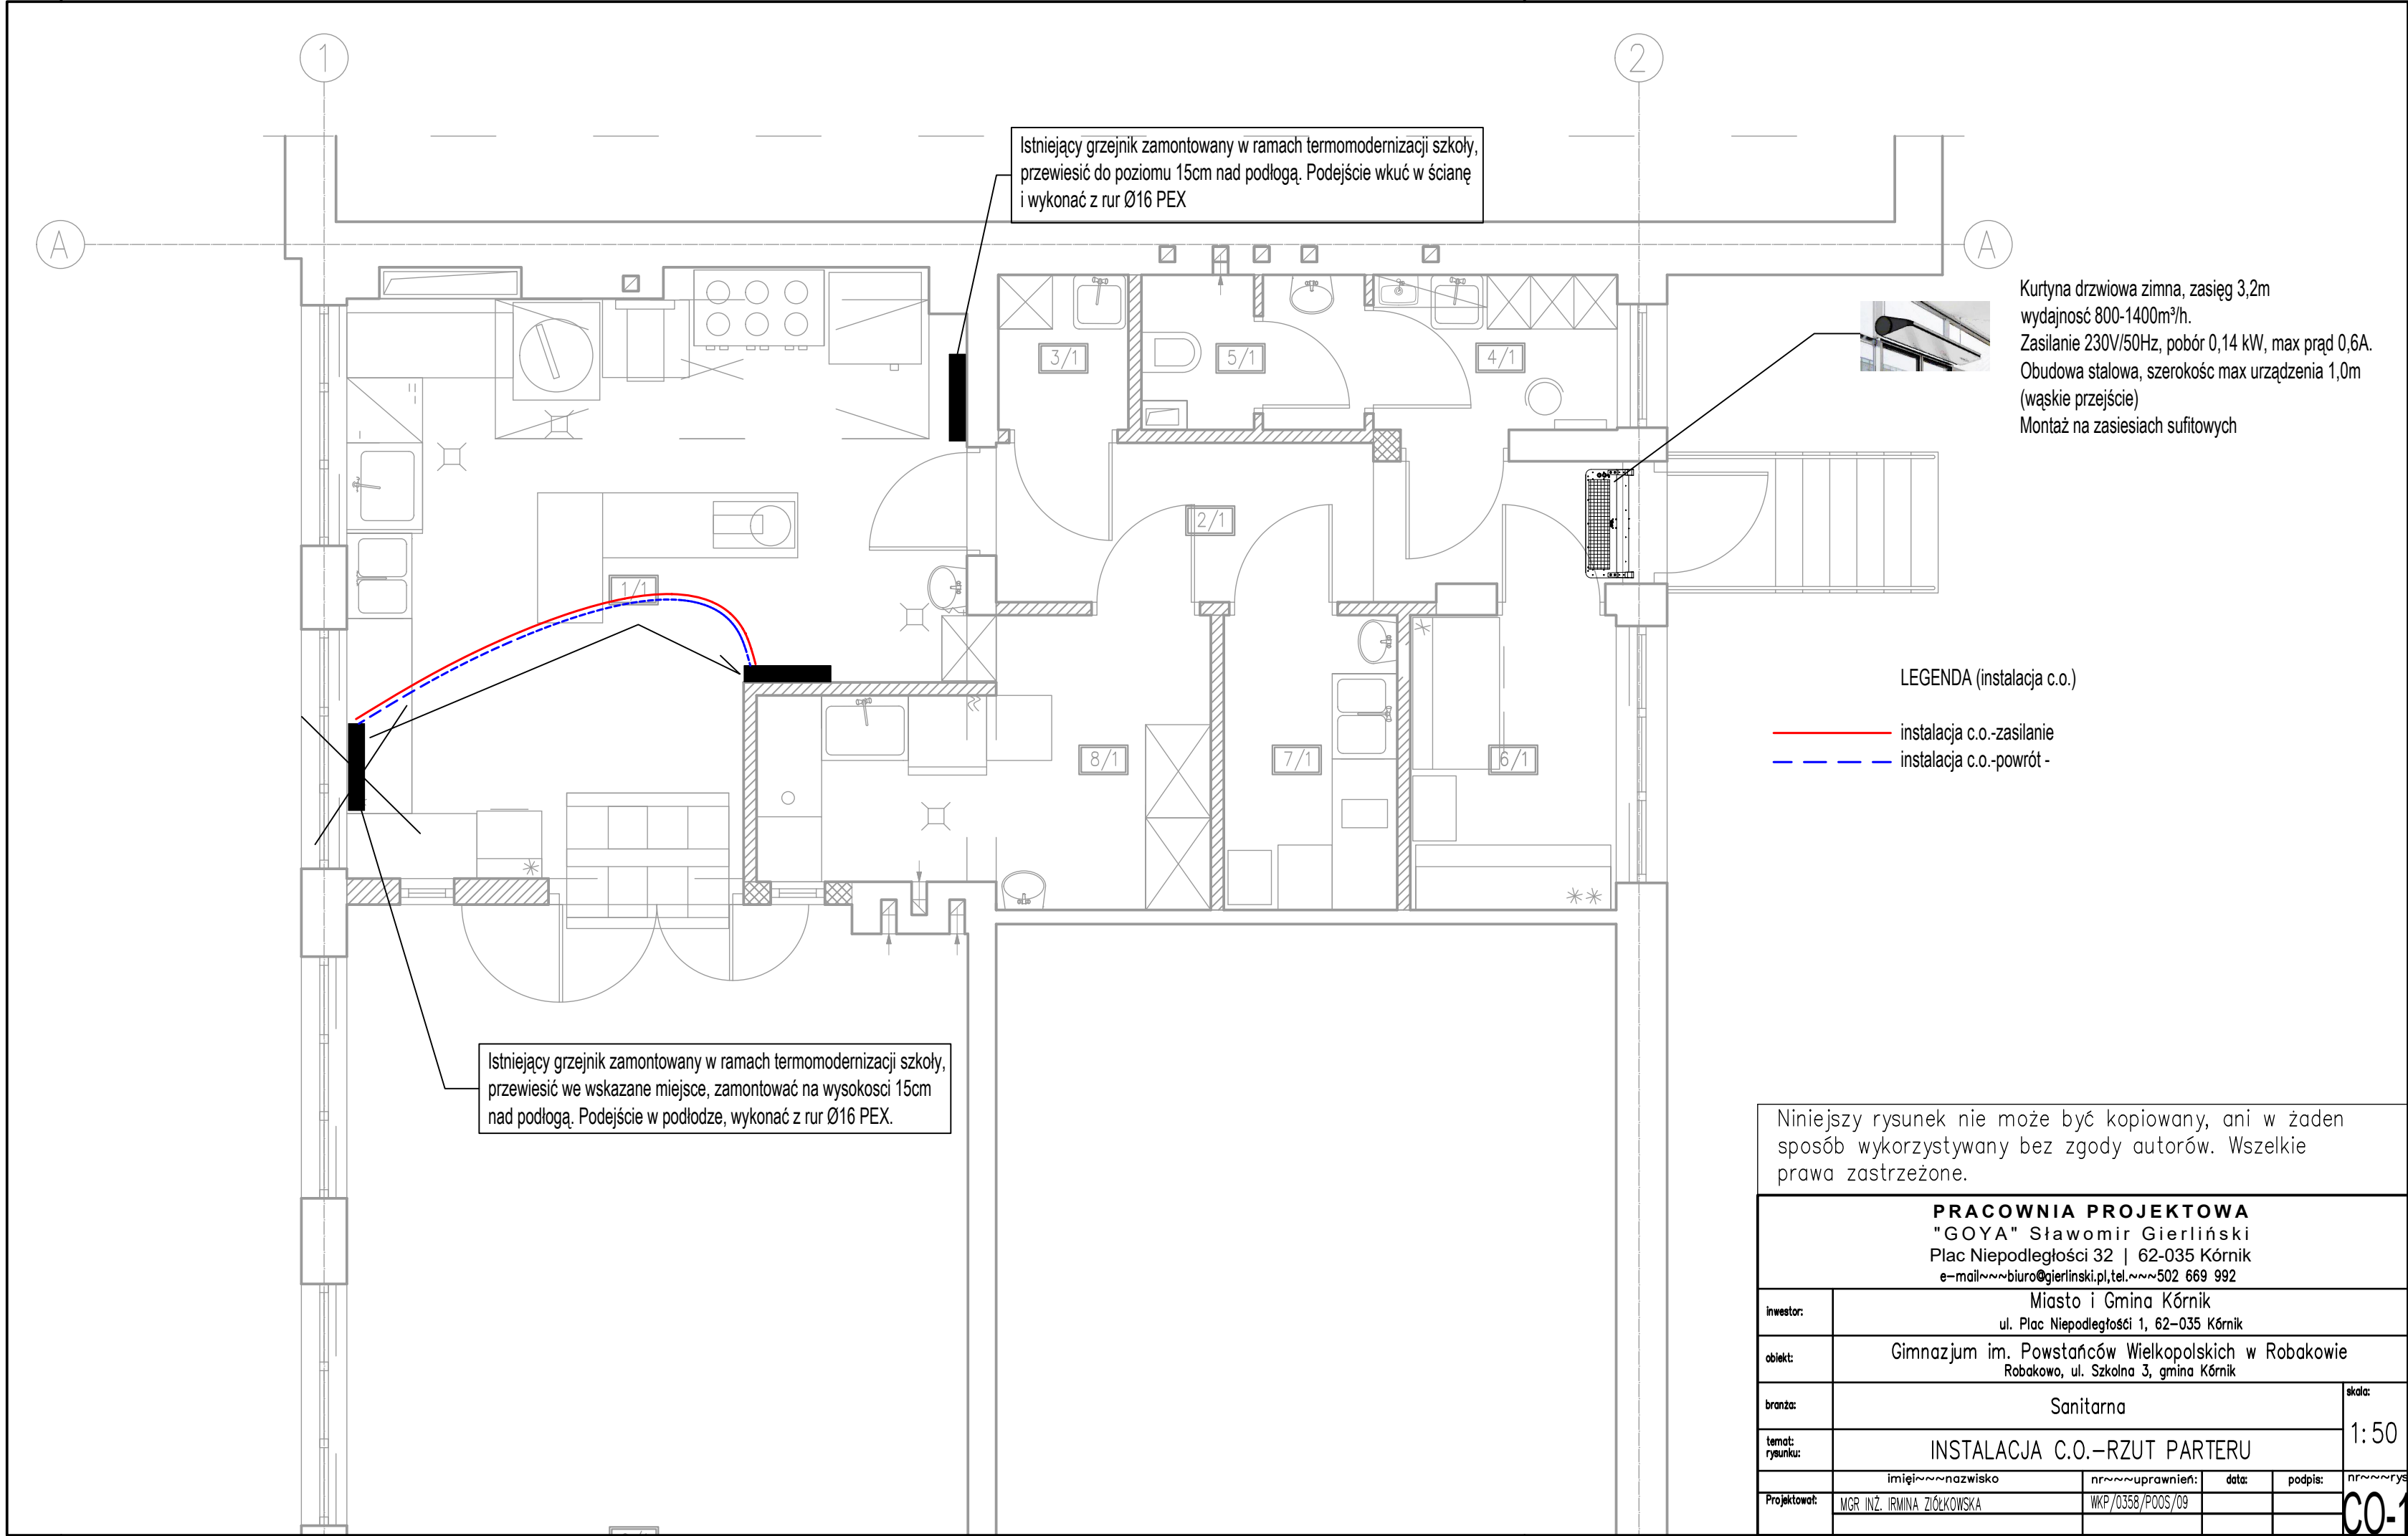 1
2
Istniejący grzejnik zamontowany w ramach termomodernizacji szkoły,
przewiesić do poziomu 15cm nad podłogą. Podejście wkuć w ścianę
i wykonać z rur Ø16 PEX
A
A
Kurtyna drzwiowa zimna, zasięg 3,2m
wydajnosć 800-1400m³/h.
Zasilanie 230V/50Hz, pobór 0,14 kW, max prąd 0,6A.
Obudowa stalowa, szerokośc max urządzenia 1,0m
(wąskie przejście)
Montaż na zasiesiach sufitowych
3/1
5/1
4/1
2/1
1/1
8/1
7/1
6/1
LEGENDA (instalacja c.o.)
instalacja c.o.-zasilanie
instalacja c.o.-powrót -
Istniejący grzejnik zamontowany w ramach termomodernizacji szkoły,
przewiesić we wskazane miejsce, zamontować na wysokosci 15cm
nad podłogą. Podejście w podłodze, wykonać z rur Ø16 PEX.
Niniejszy rysunek nie może być kopiowany, ani w żaden
sposób wykorzystywany bez zgody autorów. Wszelkie
prawa zastrzeżone.
PRACOWNIA PROJEKTOWA
"GOYA" Sławomir Gierliński
Plac Niepodległości 32 | 62-035 Kórnik
e-mail~~~biuro@gierlinski.pl,tel.~~~502 669 992
inwestor:
Miasto i Gmina Kórnik
ul. Plac Niepodległośći 1, 62-035 Kórnik
obiekt:
Gimnazjum im. Powstańców Wielkopolskich w Robakowie
Robakowo, ul. Szkolna 3, gmina Kórnik
branża:
Sanitarna
skala:
1:50
temat:
rysunku:
INSTALACJA C.O.-RZUT PARTERU
imięi~~~nazwisko
nr~~~uprawnień:
data:
podpis:
nr~~~rys
Projektował:
MGR INŻ. IRMINA ZIÓŁKOWSKA
WKP/0358/POOS/09
CO-1